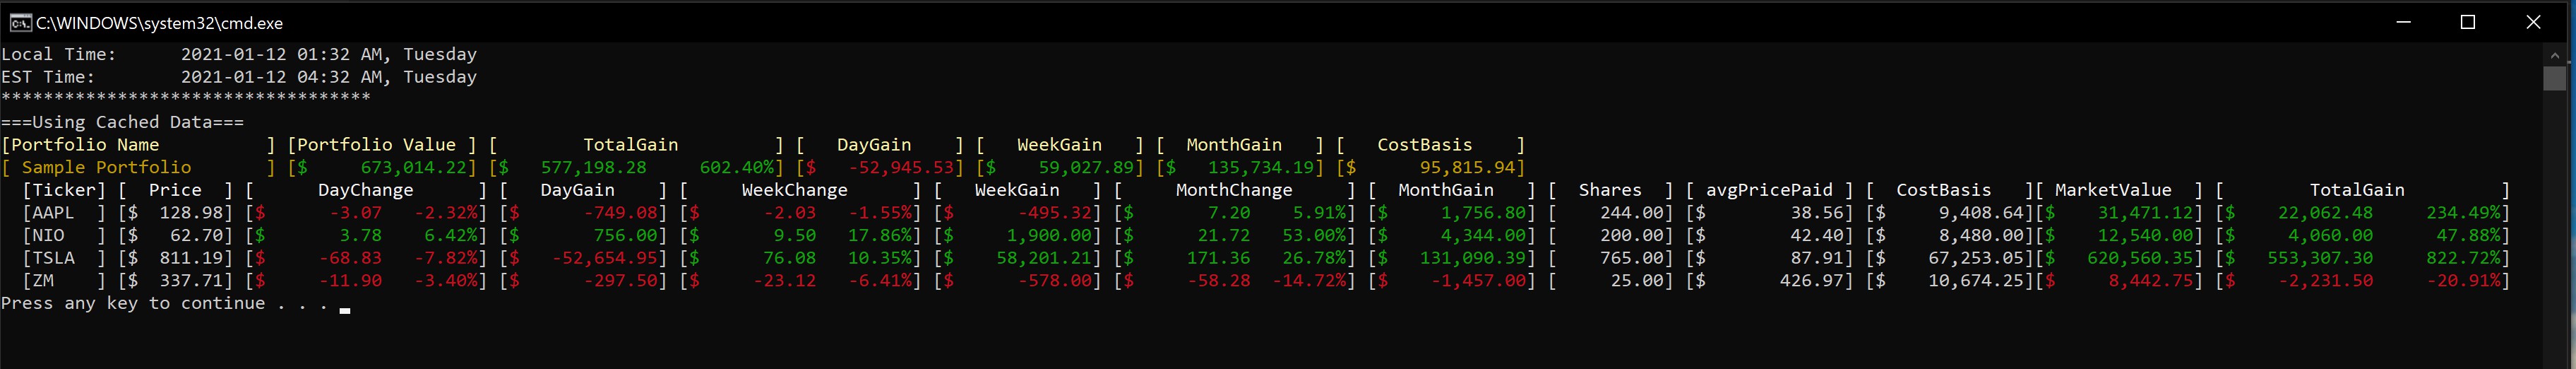 C:\WINDOWS\system32\cmd.exe
Local Time:      2021-01-12 01:32 AM, Tuesday
EST Time:        2021-01-12 04:32 AM, Tuesday
***********************************
===Using Cached Data===
[Portfolio Name          ] [Portfolio Value ] [        TotalGain         ] [   DayGain    ] [   WeekGain   ] [  MonthGain   ] [   CostBasis    ]
[ Sample Portfolio       ] [$     673,014.22] [$   577,198.28     602.40%] [$   -52,945.53] [$    59,027.89] [$   135,734.19] [$      95,815.94]
[Ticker] [  Price  ] [      DayChange      ] [   DayGain    ] [     WeekChange      ] [   WeekGain   ] [     MonthChange     ] [  MonthGain   ] [  Shares  ] [ avgPricePaid ] [  CostBasis   ][ MarketValue  ] [        TotalGain         ]
[AAPL  ] [$  128.98] [$      -3.07   -2.32%] [$      -749.08] [$      -2.03   -1.55%] [$      -495.32] [$       7.20    5.91%] [$     1,756.80] [    244.00] [$       38.56] [$     9,408.64][$    31,471.12] [$    22,062.48     234.49%]
[NIO   ] [$   62.70] [$       3.78    6.42%] [$       756.00] [$       9.50   17.86%] [$     1,900.00] [$      21.72   53.00%] [$     4,344.00] [    200.00] [$       42.40] [$     8,480.00][$    12,540.00] [$     4,060.00      47.88%]
[TSLA  ] [$  811.19] [$     -68.83   -7.82%] [$   -52,654.95] [$      76.08   10.35%] [$    58,201.21] [$     171.36   26.78%] [$   131,090.39] [    765.00] [$       87.91] [$    67,253.05][$   620,560.35] [$   553,307.30     822.72%]
[ZM    ] [$  337.71] [$     -11.90   -3.40%] [$      -297.50] [$     -23.12   -6.41%] [$      -578.00] [$     -58.28  -14.72%] [$    -1,457.00] [     25.00] [$      426.97] [$    10,674.25][$     8,442.75] [$    -2,231.50     -20.91%]
Press any key to continue . . .